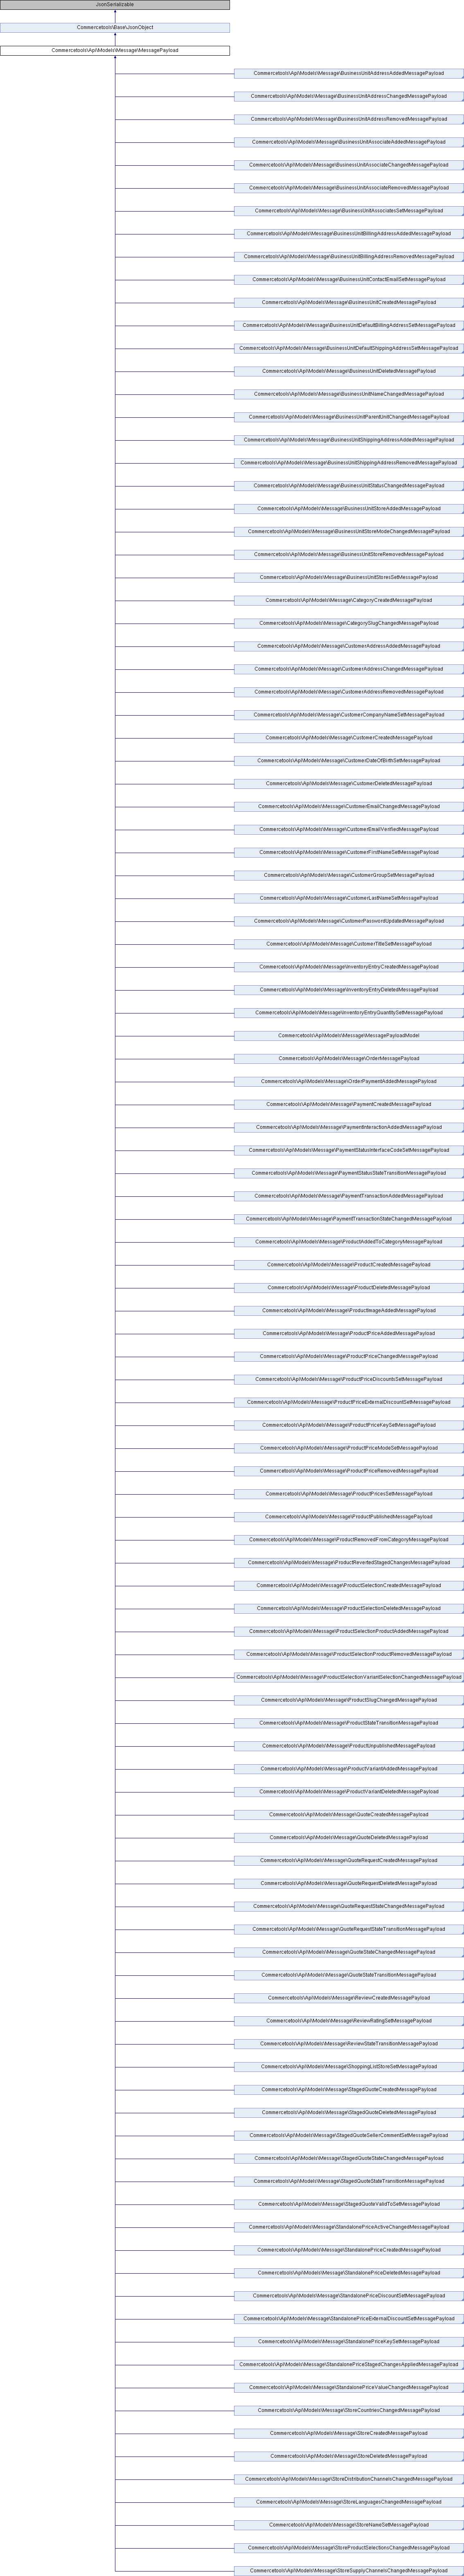 JsonSerializable
Commercetools\Base\JsonObject
Commercetools\Api\Models\Message\MessagePayload
Commercetools\Api\Models\Message\BusinessUnitAddressAddedMessagePayload
Commercetools\Api\Models\Message\BusinessUnitAddressChangedMessagePayload
Commercetools\Api\Models\Message\BusinessUnitAddressRemovedMessagePayload
Commercetools\Api\Models\Message\BusinessUnitAssociateAddedMessagePayload
Commercetools\Api\Models\Message\BusinessUnitAssociateChangedMessagePayload
Commercetools\Api\Models\Message\BusinessUnitAssociateRemovedMessagePayload
Commercetools\Api\Models\Message\BusinessUnitAssociatesSetMessagePayload
Commercetools\Api\Models\Message\BusinessUnitBillingAddressAddedMessagePayload
Commercetools\Api\Models\Message\BusinessUnitBillingAddressRemovedMessagePayload
Commercetools\Api\Models\Message\BusinessUnitContactEmailSetMessagePayload
Commercetools\Api\Models\Message\BusinessUnitCreatedMessagePayload
Commercetools\Api\Models\Message\BusinessUnitDefaultBillingAddressSetMessagePayload
Commercetools\Api\Models\Message\BusinessUnitDefaultShippingAddressSetMessagePayload
Commercetools\Api\Models\Message\BusinessUnitDeletedMessagePayload
Commercetools\Api\Models\Message\BusinessUnitNameChangedMessagePayload
Commercetools\Api\Models\Message\BusinessUnitParentUnitChangedMessagePayload
Commercetools\Api\Models\Message\BusinessUnitShippingAddressAddedMessagePayload
Commercetools\Api\Models\Message\BusinessUnitShippingAddressRemovedMessagePayload
Commercetools\Api\Models\Message\BusinessUnitStatusChangedMessagePayload
Commercetools\Api\Models\Message\BusinessUnitStoreAddedMessagePayload
Commercetools\Api\Models\Message\BusinessUnitStoreModeChangedMessagePayload
Commercetools\Api\Models\Message\BusinessUnitStoreRemovedMessagePayload
Commercetools\Api\Models\Message\BusinessUnitStoresSetMessagePayload
Commercetools\Api\Models\Message\CategoryCreatedMessagePayload
Commercetools\Api\Models\Message\CategorySlugChangedMessagePayload
Commercetools\Api\Models\Message\CustomerAddressAddedMessagePayload
Commercetools\Api\Models\Message\CustomerAddressChangedMessagePayload
Commercetools\Api\Models\Message\CustomerAddressRemovedMessagePayload
Commercetools\Api\Models\Message\CustomerCompanyNameSetMessagePayload
Commercetools\Api\Models\Message\CustomerCreatedMessagePayload
Commercetools\Api\Models\Message\CustomerDateOfBirthSetMessagePayload
Commercetools\Api\Models\Message\CustomerDeletedMessagePayload
Commercetools\Api\Models\Message\CustomerEmailChangedMessagePayload
Commercetools\Api\Models\Message\CustomerEmailVerifiedMessagePayload
Commercetools\Api\Models\Message\CustomerFirstNameSetMessagePayload
Commercetools\Api\Models\Message\CustomerGroupSetMessagePayload
Commercetools\Api\Models\Message\CustomerLastNameSetMessagePayload
Commercetools\Api\Models\Message\CustomerPasswordUpdatedMessagePayload
Commercetools\Api\Models\Message\CustomerTitleSetMessagePayload
Commercetools\Api\Models\Message\InventoryEntryCreatedMessagePayload
Commercetools\Api\Models\Message\InventoryEntryDeletedMessagePayload
Commercetools\Api\Models\Message\InventoryEntryQuantitySetMessagePayload
Commercetools\Api\Models\Message\MessagePayloadModel
Commercetools\Api\Models\Message\OrderMessagePayload
Commercetools\Api\Models\Message\OrderPaymentAddedMessagePayload
Commercetools\Api\Models\Message\PaymentCreatedMessagePayload
Commercetools\Api\Models\Message\PaymentInteractionAddedMessagePayload
Commercetools\Api\Models\Message\PaymentStatusInterfaceCodeSetMessagePayload
Commercetools\Api\Models\Message\PaymentStatusStateTransitionMessagePayload
Commercetools\Api\Models\Message\PaymentTransactionAddedMessagePayload
Commercetools\Api\Models\Message\PaymentTransactionStateChangedMessagePayload
Commercetools\Api\Models\Message\ProductAddedToCategoryMessagePayload
Commercetools\Api\Models\Message\ProductCreatedMessagePayload
Commercetools\Api\Models\Message\ProductDeletedMessagePayload
Commercetools\Api\Models\Message\ProductImageAddedMessagePayload
Commercetools\Api\Models\Message\ProductPriceAddedMessagePayload
Commercetools\Api\Models\Message\ProductPriceChangedMessagePayload
Commercetools\Api\Models\Message\ProductPriceDiscountsSetMessagePayload
Commercetools\Api\Models\Message\ProductPriceExternalDiscountSetMessagePayload
Commercetools\Api\Models\Message\ProductPriceKeySetMessagePayload
Commercetools\Api\Models\Message\ProductPriceModeSetMessagePayload
Commercetools\Api\Models\Message\ProductPriceRemovedMessagePayload
Commercetools\Api\Models\Message\ProductPricesSetMessagePayload
Commercetools\Api\Models\Message\ProductPublishedMessagePayload
Commercetools\Api\Models\Message\ProductRemovedFromCategoryMessagePayload
Commercetools\Api\Models\Message\ProductRevertedStagedChangesMessagePayload
Commercetools\Api\Models\Message\ProductSelectionCreatedMessagePayload
Commercetools\Api\Models\Message\ProductSelectionDeletedMessagePayload
Commercetools\Api\Models\Message\ProductSelectionProductAddedMessagePayload
Commercetools\Api\Models\Message\ProductSelectionProductRemovedMessagePayload
Commercetools\Api\Models\Message\ProductSelectionVariantSelectionChangedMessagePayload
Commercetools\Api\Models\Message\ProductSlugChangedMessagePayload
Commercetools\Api\Models\Message\ProductStateTransitionMessagePayload
Commercetools\Api\Models\Message\ProductUnpublishedMessagePayload
Commercetools\Api\Models\Message\ProductVariantAddedMessagePayload
Commercetools\Api\Models\Message\ProductVariantDeletedMessagePayload
Commercetools\Api\Models\Message\QuoteCreatedMessagePayload
Commercetools\Api\Models\Message\QuoteDeletedMessagePayload
Commercetools\Api\Models\Message\QuoteRequestCreatedMessagePayload
Commercetools\Api\Models\Message\QuoteRequestDeletedMessagePayload
Commercetools\Api\Models\Message\QuoteRequestStateChangedMessagePayload
Commercetools\Api\Models\Message\QuoteRequestStateTransitionMessagePayload
Commercetools\Api\Models\Message\QuoteStateChangedMessagePayload
Commercetools\Api\Models\Message\QuoteStateTransitionMessagePayload
Commercetools\Api\Models\Message\ReviewCreatedMessagePayload
Commercetools\Api\Models\Message\ReviewRatingSetMessagePayload
Commercetools\Api\Models\Message\ReviewStateTransitionMessagePayload
Commercetools\Api\Models\Message\ShoppingListStoreSetMessagePayload
Commercetools\Api\Models\Message\StagedQuoteCreatedMessagePayload
Commercetools\Api\Models\Message\StagedQuoteDeletedMessagePayload
Commercetools\Api\Models\Message\StagedQuoteSellerCommentSetMessagePayload
Commercetools\Api\Models\Message\StagedQuoteStateChangedMessagePayload
Commercetools\Api\Models\Message\StagedQuoteStateTransitionMessagePayload
Commercetools\Api\Models\Message\StagedQuoteValidToSetMessagePayload
Commercetools\Api\Models\Message\StandalonePriceActiveChangedMessagePayload
Commercetools\Api\Models\Message\StandalonePriceCreatedMessagePayload
Commercetools\Api\Models\Message\StandalonePriceDeletedMessagePayload
Commercetools\Api\Models\Message\StandalonePriceDiscountSetMessagePayload
Commercetools\Api\Models\Message\StandalonePriceExternalDiscountSetMessagePayload
Commercetools\Api\Models\Message\StandalonePriceKeySetMessagePayload
Commercetools\Api\Models\Message\StandalonePriceStagedChangesAppliedMessagePayload
Commercetools\Api\Models\Message\StandalonePriceValueChangedMessagePayload
Commercetools\Api\Models\Message\StoreCountriesChangedMessagePayload
Commercetools\Api\Models\Message\StoreCreatedMessagePayload
Commercetools\Api\Models\Message\StoreDeletedMessagePayload
Commercetools\Api\Models\Message\StoreDistributionChannelsChangedMessagePayload
Commercetools\Api\Models\Message\StoreLanguagesChangedMessagePayload
Commercetools\Api\Models\Message\StoreNameSetMessagePayload
Commercetools\Api\Models\Message\StoreProductSelectionsChangedMessagePayload
Commercetools\Api\Models\Message\StoreSupplyChannelsChangedMessagePayload